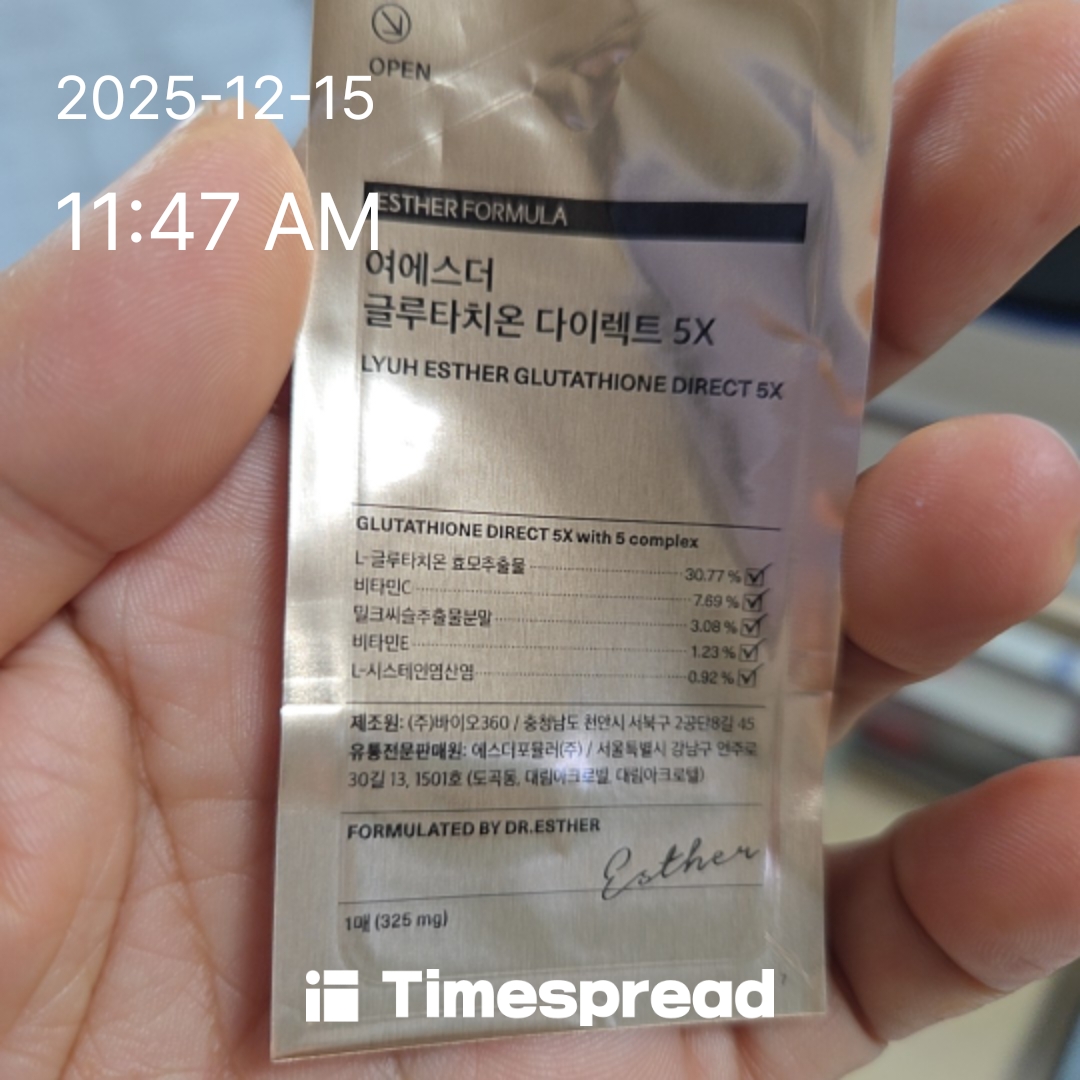 OPEN
2025-12-15
11:47 AM
ESTHER FORMULA
여에스더
글루타치온 다이렉트 5X
LYUH ESTHER GLUTATHIONE DIRECT 5X
GLUTATHIONE DIRECT 5X with 5 complex
L-글루타치온 효모추출물 30.77 %
비타민C 7.69 %
밀크씨슬추출물분말 3.08 %
비타민E 1.23 %
L-시스테인염산염 0.92 %
제조원: (주)바이오360 / 충청남도 천안시 서북구 2공단8길 45
유통전문판매원: 에스더포뮬러(주) / 서울특별시 강남구 언주로
30길 13, 1501호 (도곡동, 대림아크로텔, 대림아크로텔)
FORMULATED BY DR.ESTHER
Esther
1매 (325 mg)
Timespread